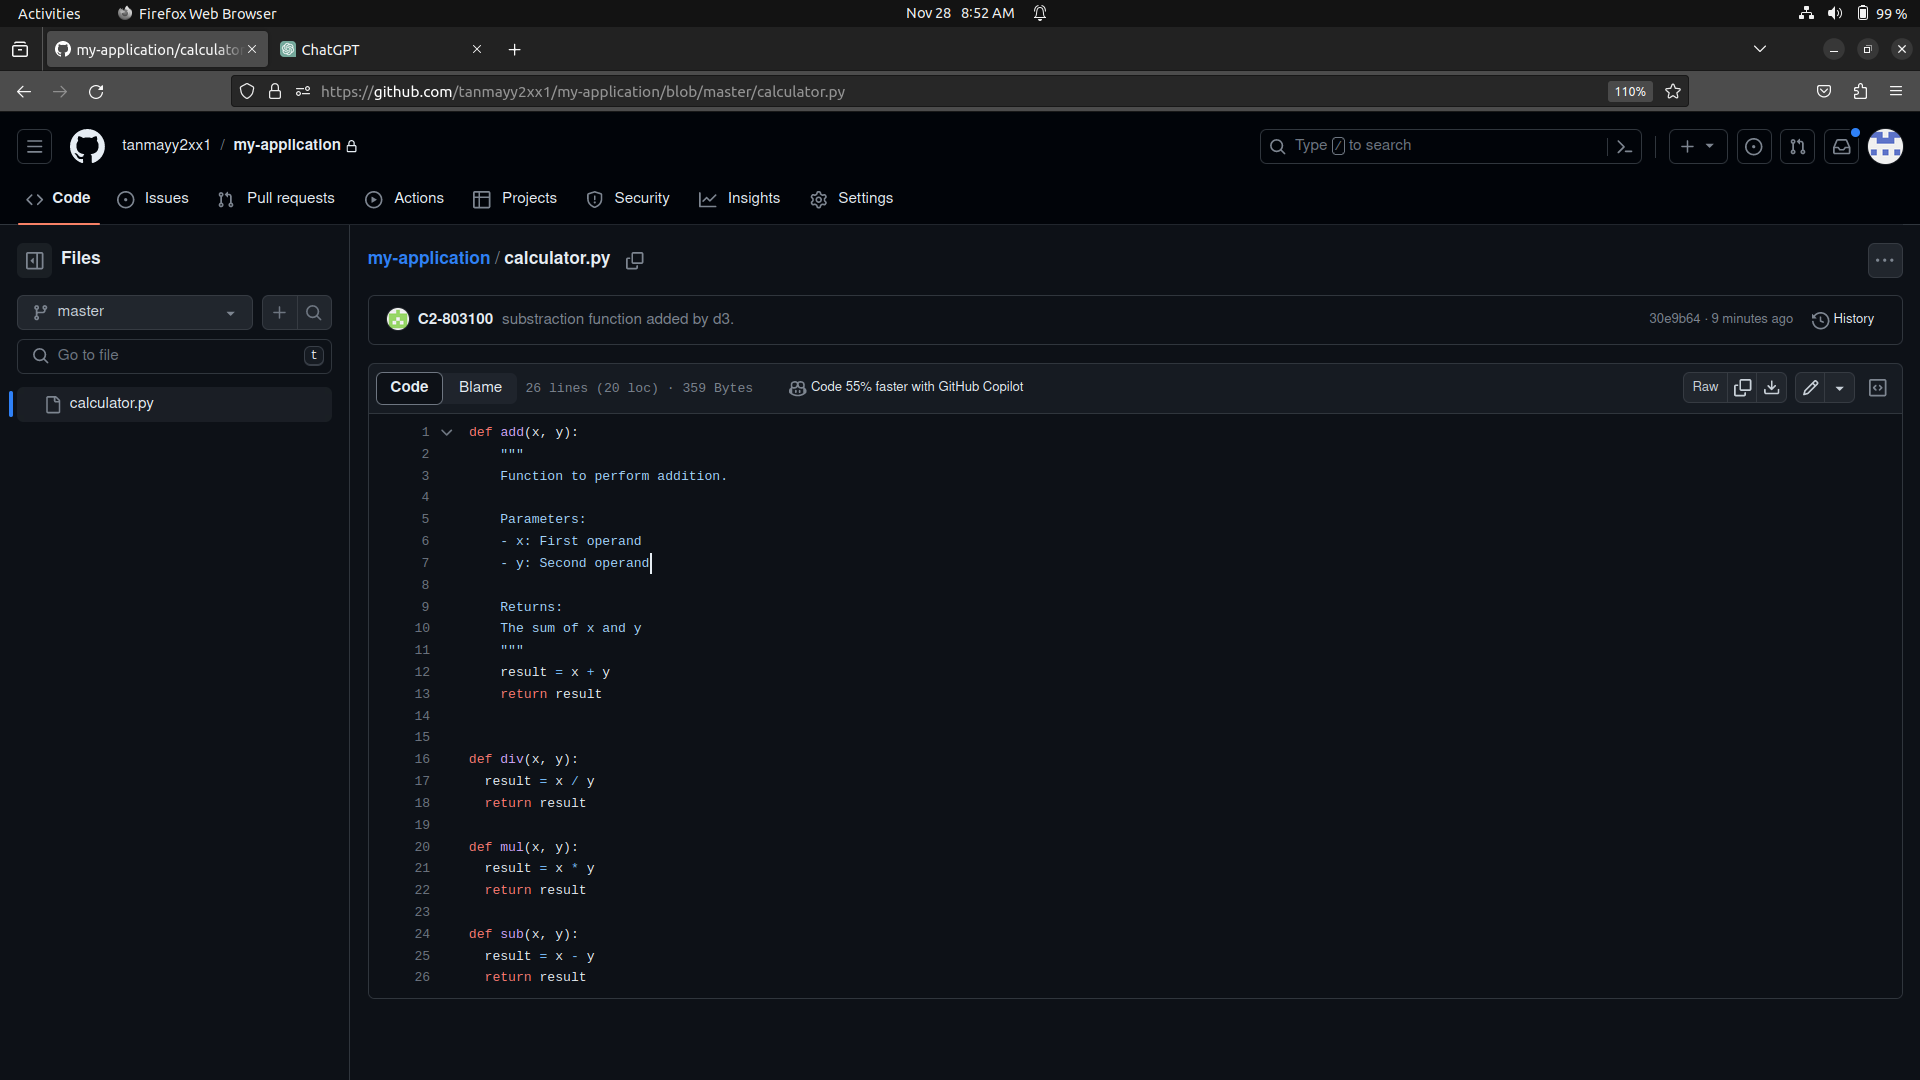 Activities Firefox Web Browser Nov 28 8:52 AM 99 %
my-application/calculator ChatGPT
https://github.com/tanmayy2xx1/my-application/blob/master/calculator.py 110%
tanmayy2xx1 / my-application Type / to search
Code Issues Pull requests Actions Projects Security Insights Settings
Files
my-application / calculator.py
master
C2-803100 substraction function added by d3. 30e9b64 · 9 minutes ago History
Go to file t
Code Blame 26 lines (20 loc) · 359 Bytes Code 55% faster with GitHub Copilot Raw
calculator.py
1 def add(x, y):
2     """
3     Function to perform addition.
4
5     Parameters:
6     - x: First operand
7     - y: Second operand
8
9     Returns:
10     The sum of x and y
11     """
12     result = x + y
13     return result
14
15
16 def div(x, y):
17   result = x / y
18   return result
19
20 def mul(x, y):
21   result = x * y
22   return result
23
24 def sub(x, y):
25   result = x - y
26   return result